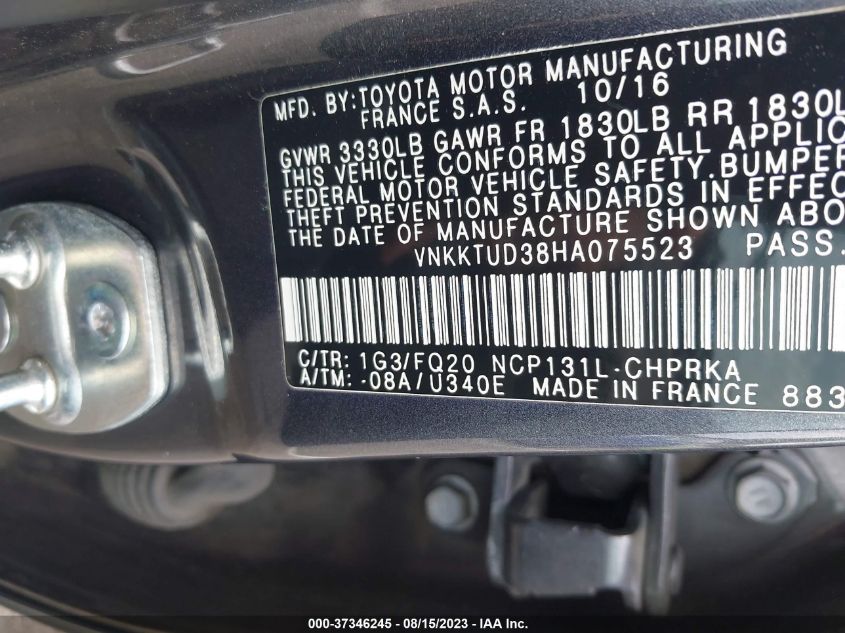 MFD. BY:TOYOTA MOTOR MANUFACTURING
FRANCE S.A.S. 10/16
GVWR 3330LB GAWR FR 1830LB RR 1830L
THIS VEHICLE CONFORMS TO ALL APPLIC
FEDERAL MOTOR VEHICLE SAFETY.BUMPER
THEFT PREVENTION STANDARDS IN EFFEC
THE DATE OF MANUFACTURE SHOWN ABO
VNKKTUD38HA075523 PASS.
C/TR: 1G3/FQ20 NCP131L-CHPRKA
A/TM: -08A/U340E MADE IN FRANCE 883
000-37346245 - 08/15/2023 - IAA Inc.